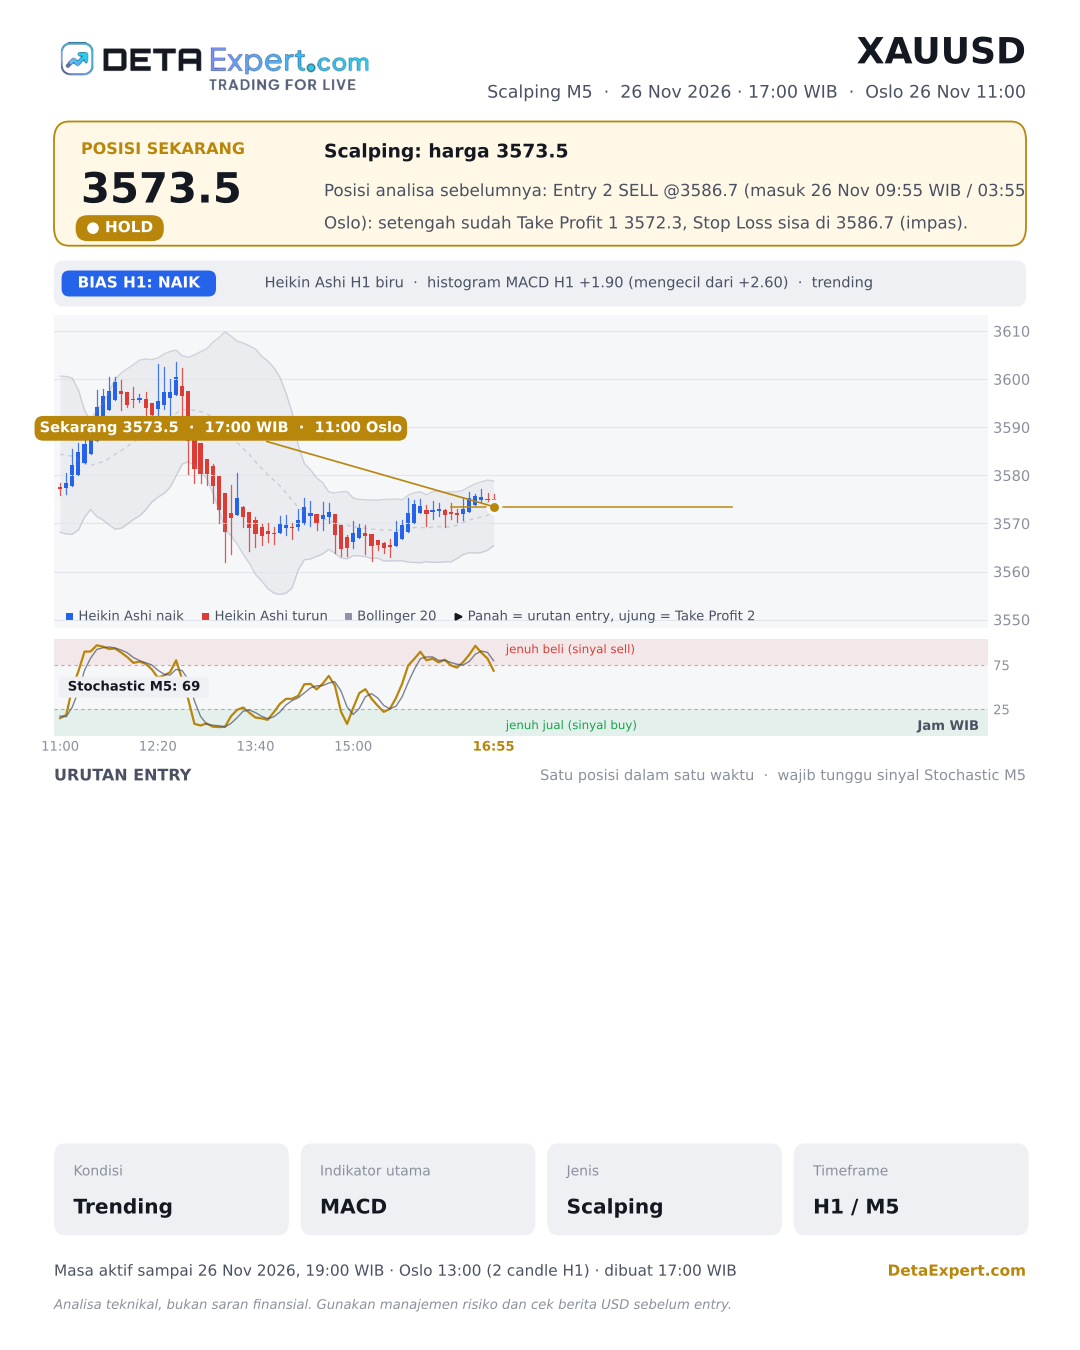 DETA Expert.com
TRADING FOR LIVE
XAUUSD
Scalping M5 · 26 Nov 2026 · 17:00 WIB · Oslo 26 Nov 11:00
POSISI SEKARANG
3573.5
HOLD
Scalping: harga 3573.5
Posisi analisa sebelumnya: Entry 2 SELL @3586.7 (masuk 26 Nov 09:55 WIB / 03:55
Oslo): setengah sudah Take Profit 1 3572.3, Stop Loss sisa di 3586.7 (impas).
BIAS H1: NAIK
Heikin Ashi H1 biru · histogram MACD H1 +1.90 (mengecil dari +2.60) · trending
3610
3600
3590
3580
3570
3560
3550
Sekarang 3573.5 · 17:00 WIB · 11:00 Oslo
Heikin Ashi naik
Heikin Ashi turun
Bollinger 20
Panah = urutan entry, ujung = Take Profit 2
jenuh beli (sinyal sell)
75
Stochastic M5: 69
25
jenuh jual (sinyal buy)
Jam WIB
11:00 12:20 13:40 15:00 16:55
URUTAN ENTRY
Satu posisi dalam satu waktu · wajib tunggu sinyal Stochastic M5
Kondisi
Trending
Indikator utama
MACD
Jenis
Scalping
Timeframe
H1 / M5
Masa aktif sampai 26 Nov 2026, 19:00 WIB · Oslo 13:00 (2 candle H1) · dibuat 17:00 WIB
DetaExpert.com
Analisa teknikal, bukan saran finansial. Gunakan manajemen risiko dan cek berita USD sebelum entry.